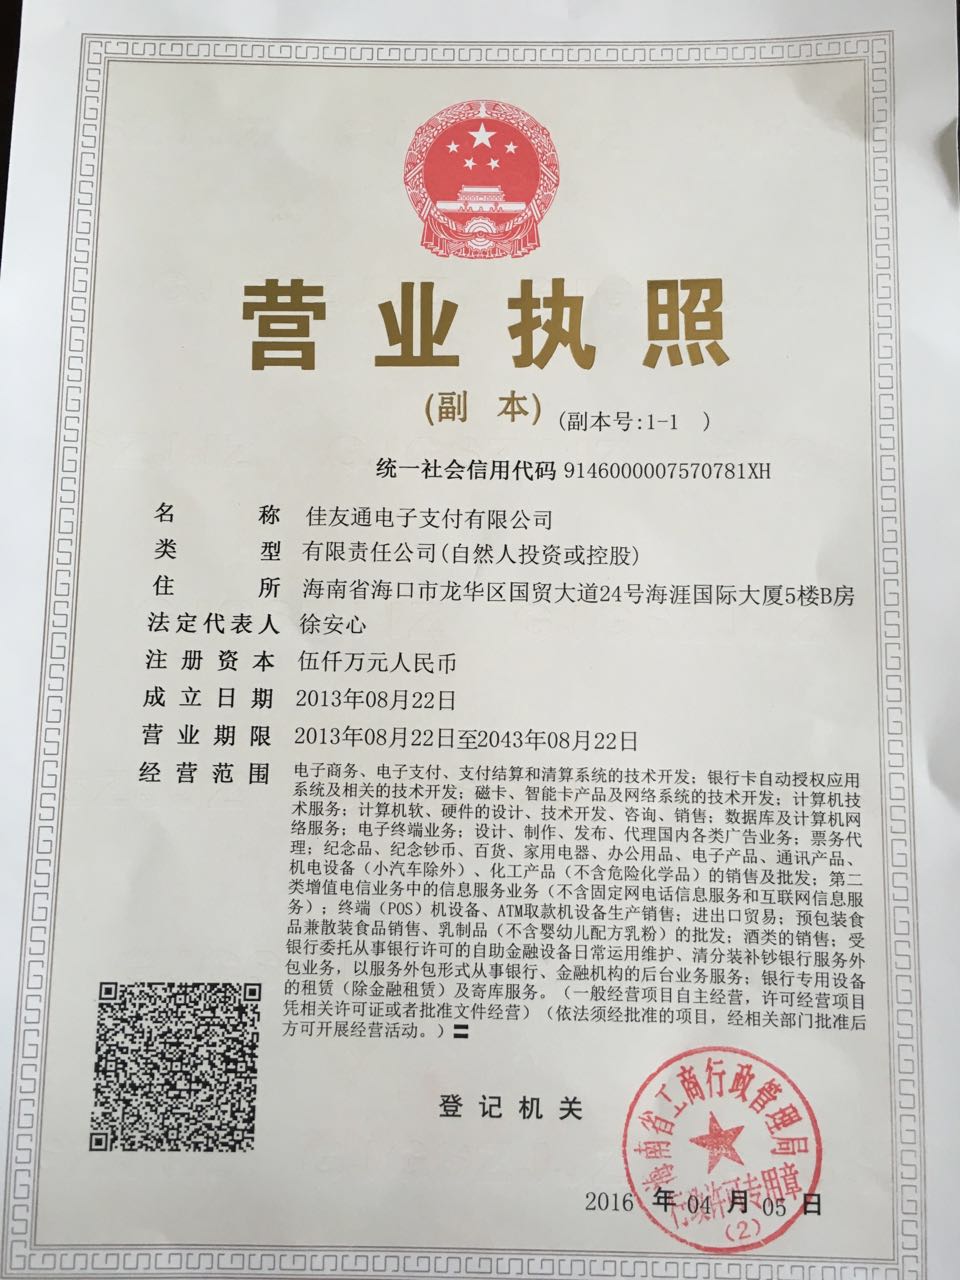 营业执照
(副 本) (副本号:1-1 )
统一社会信用代码 9146000007570781XH
名 称 佳友通电子支付有限公司
类 型 有限责任公司(自然人投资或控股)
住 所 海南省海口市龙华区国贸大道24号海涯国际大厦5楼B房
法定代表人 徐安心
注册资本 伍仟万元人民币
成立日期 2013年08月22日
营业期限 2013年08月22日至2043年08月22日
经营范围 电子商务、电子支付、支付结算和清算系统的技术开发；银行卡自动授权应用
系统及相关的技术开发；磁卡、智能卡产品及网络系统的技术开发；计算机技
术服务；计算机软、硬件的设计、技术开发、咨询、销售；数据库及计算机网
络服务；电子终端业务；设计、制作、发布、代理国内各类广告业务；票务代
理；纪念品、纪念钞币、百货、家用电器、办公用品、电子产品、通讯产品、
机电设备（小汽车除外）、化工产品（不含危险化学品）的销售及批发；第二
类增值电信业务中的信息服务业务（不含固定网电话信息服务和互联网信息服
务）；终端（POS）机设备、ATM取款机设备生产销售；进出口贸易；预包装食
品兼散装食品销售、乳制品（不含婴幼儿配方乳粉）的批发；酒类的销售；受
银行委托从事银行许可的自助金融设备日常运用维护、清分装补钞银行服务外
包业务，以服务外包形式从事银行、金融机构的后台业务服务；银行专用设备
的租赁（除金融租赁）及寄库服务。（一般经营项目自主经营，许可经营项目
凭相关许可证或者批准文件经营）（依法须经批准的项目，经相关部门批准后
方可开展经营活动。）〓
登记机关
海南省工商行政管理局
行政许可专用章
(2)
2016 年 04 月 05 日